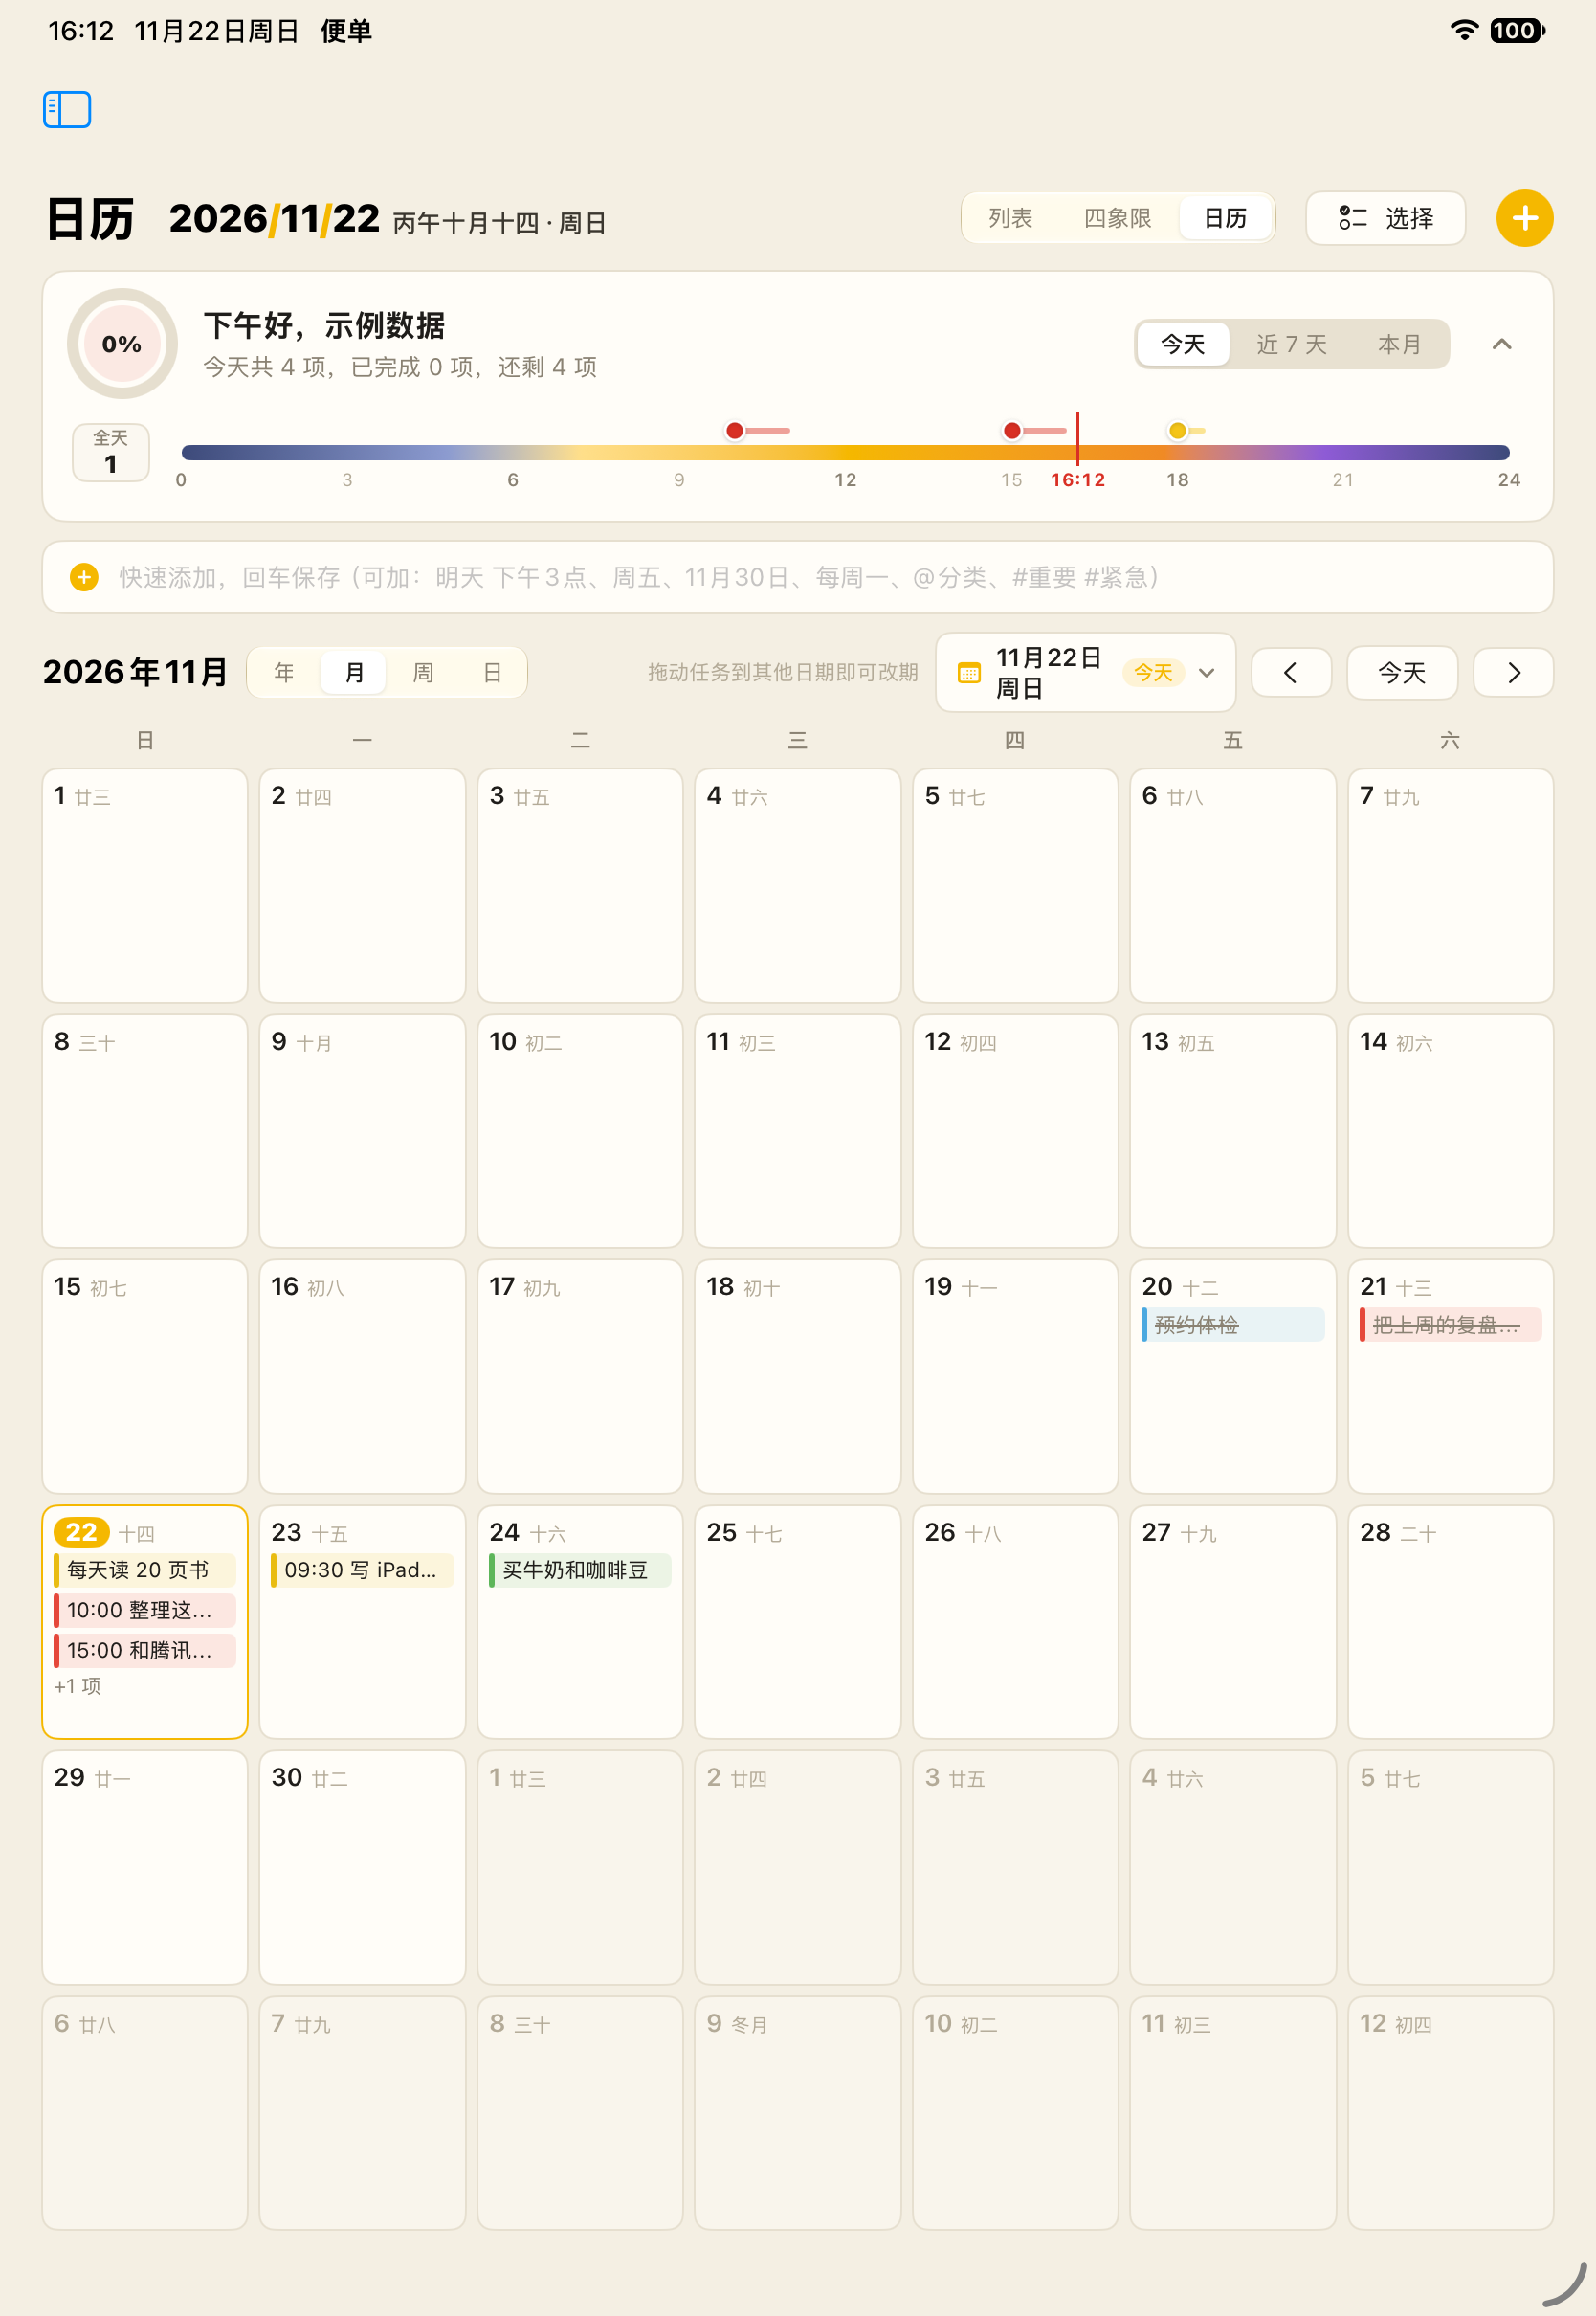 16:12 11月22日周日 便单 100
日历 2026/11/22 丙午十月十四 · 周日 列表 四象限 日历 选择
0% 下午好，示例数据
今天共 4 项，已完成 0 项，还剩 4 项
今天 近 7 天 本月
全天
1
0 3 6 9 12 15 16:12 18 21 24
快速添加，回车保存（可加：明天 下午3点、周五、11月30日、每周一、@分类、#重要 #紧急）
2026年11月 年 月 周 日 拖动任务到其他日期即可改期 11月22日 周日 今天 今天
日 一 二 三 四 五 六
1 廿三 2 廿四 3 廿五 4 廿六 5 廿七 6 廿八 7 廿九
8 三十 9 十月 10 初二 11 初三 12 初四 13 初五 14 初六
15 初七 16 初八 17 初九 18 初十 19 十一 20 十二 21 十三
预约体检 把上周的复盘...
22 十四 23 十五 24 十六 25 十七 26 十八 27 十九 28 二十
每天读 20 页书 09:30 写 iPad... 买牛奶和咖啡豆
10:00 整理这...
15:00 和腾讯...
+1 项
29 廿一 30 廿二 1 廿三 2 廿四 3 廿五 4 廿六 5 廿七
6 廿八 7 廿九 8 三十 9 冬月 10 初二 11 初三 12 初四